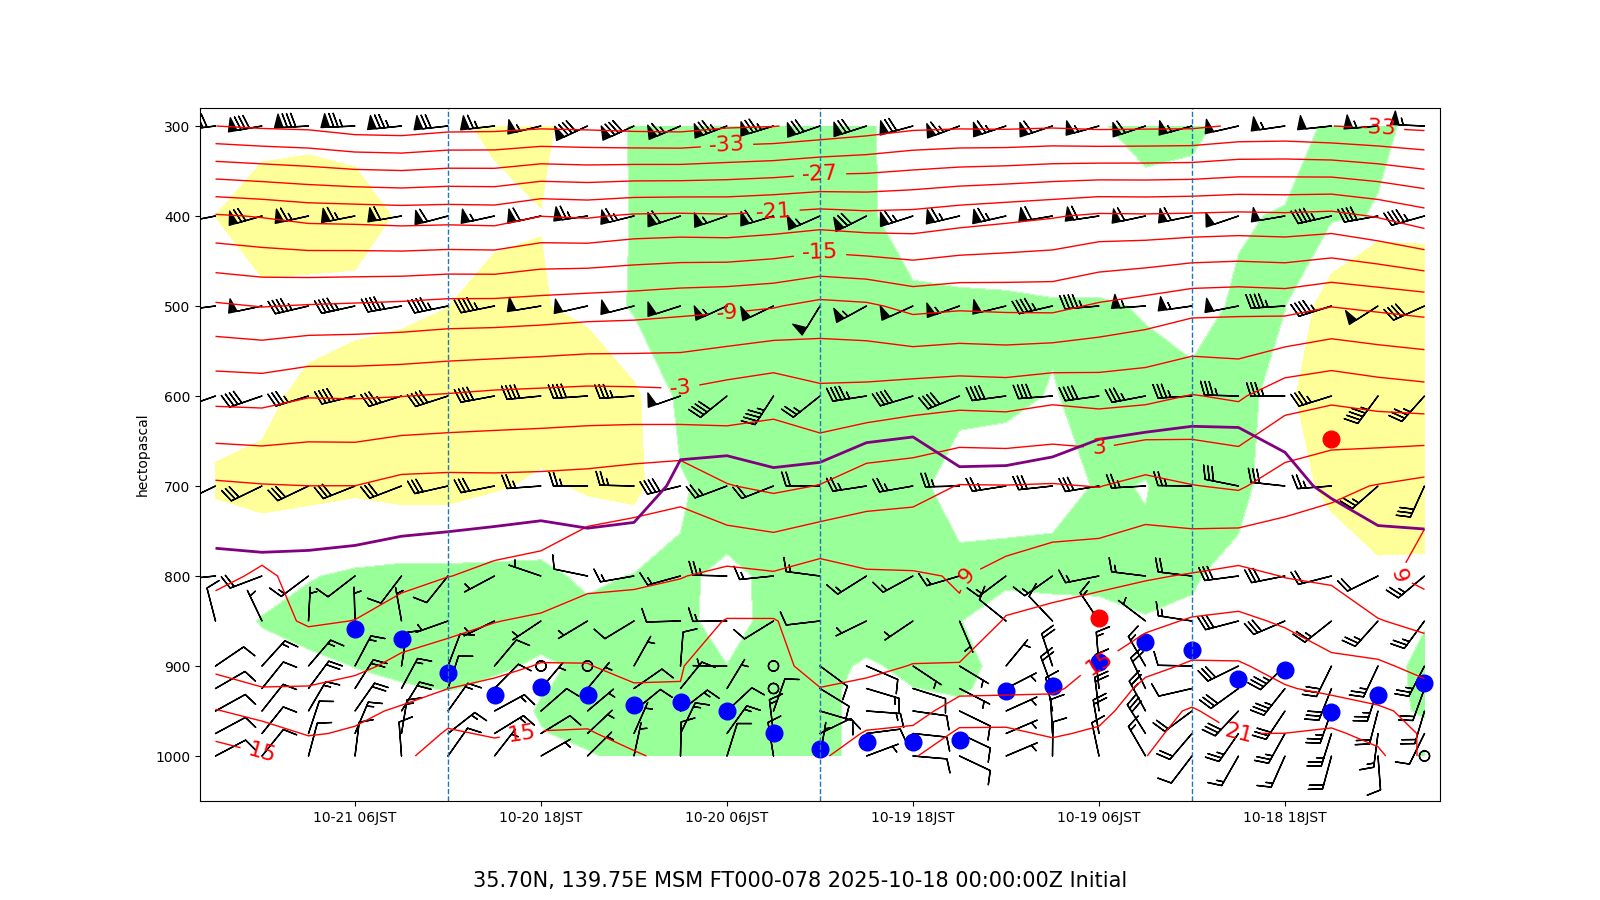 300
400
500
600
700
800
900
1000
hectopascal
-33
33
-27
-21
-15
-9
-3
3
9
9
15
15
15
21
10-21 06JST
10-20 18JST
10-20 06JST
10-19 18JST
10-19 06JST
10-18 18JST
35.70N, 139.75E MSM FT000-078 2025-10-18 00:00:00Z Initial